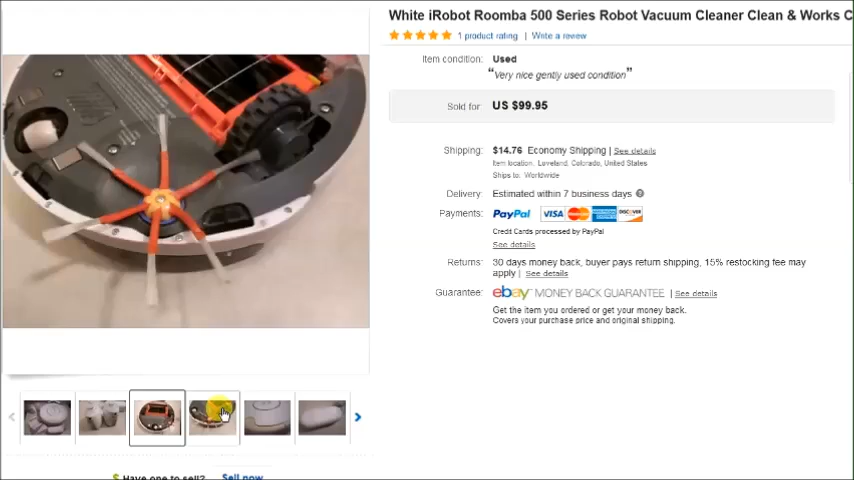 White iRobot Roomba 500 Series Robot Vacuum Cleaner Clean & Works C
1 product rating | Write a review
Item condition: Used
"Very nice gently used condition"
Sold for: US $99.95
Shipping: $14.76 Economy Shipping | See details
Item location: Loveland, Colorado, United States
Ships to: Worldwide
Delivery: Estimated within 7 business days
Payments: PayPal VISA MasterCard DISCOVER
Credit Cards processed by PayPal
See details
Returns: 30 days money back, buyer pays return shipping, 15% restocking fee may
apply | See details
Guarantee: ebay MONEY BACK GUARANTEE | See details
Get the item you ordered or get your money back.
Covers your purchase price and original shipping.
$ Have one to sell? Sell now